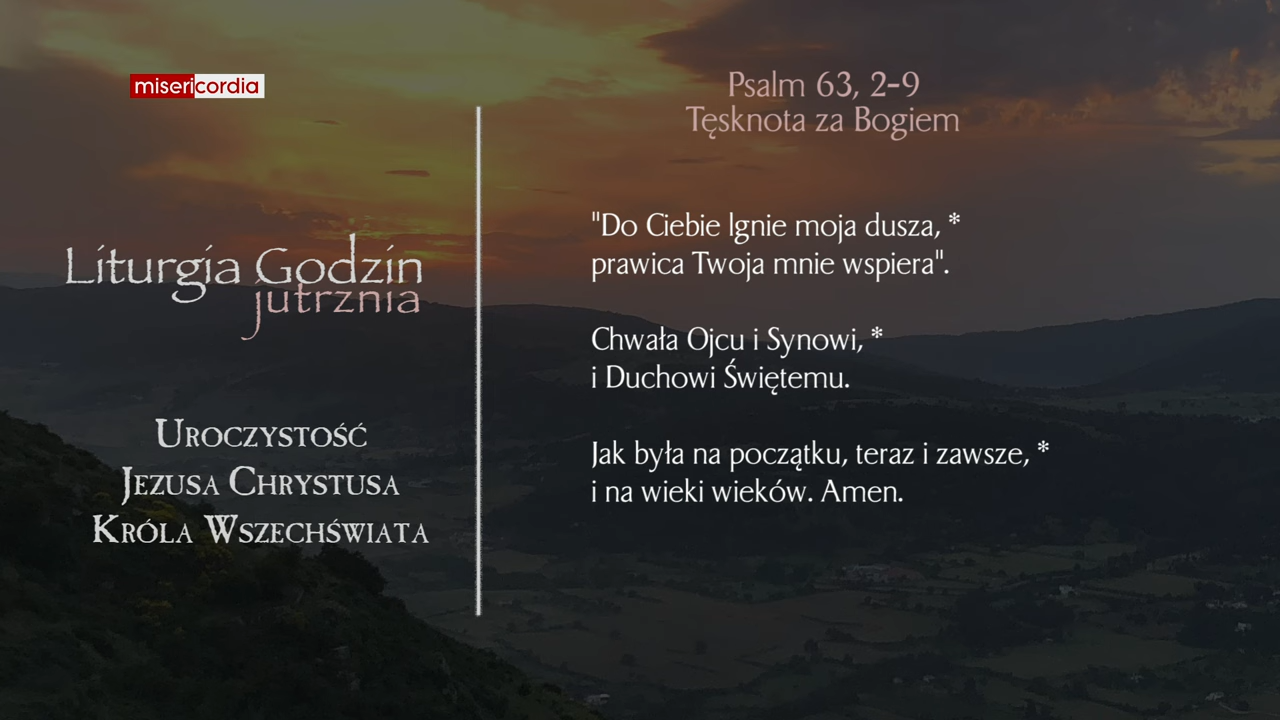 misericordia
Liturgia Godzin
jutrznia
Uroczystość
Jezusa Chrystusa
Króla Wszechświata
Psalm 63, 2-9
Tęsknota za Bogiem
"Do Ciebie lgnie moja dusza, *
prawica Twoja mnie wspiera".
Chwała Ojcu i Synowi, *
i Duchowi Świętemu.
Jak była na początku, teraz i zawsze, *
i na wieki wieków. Amen.